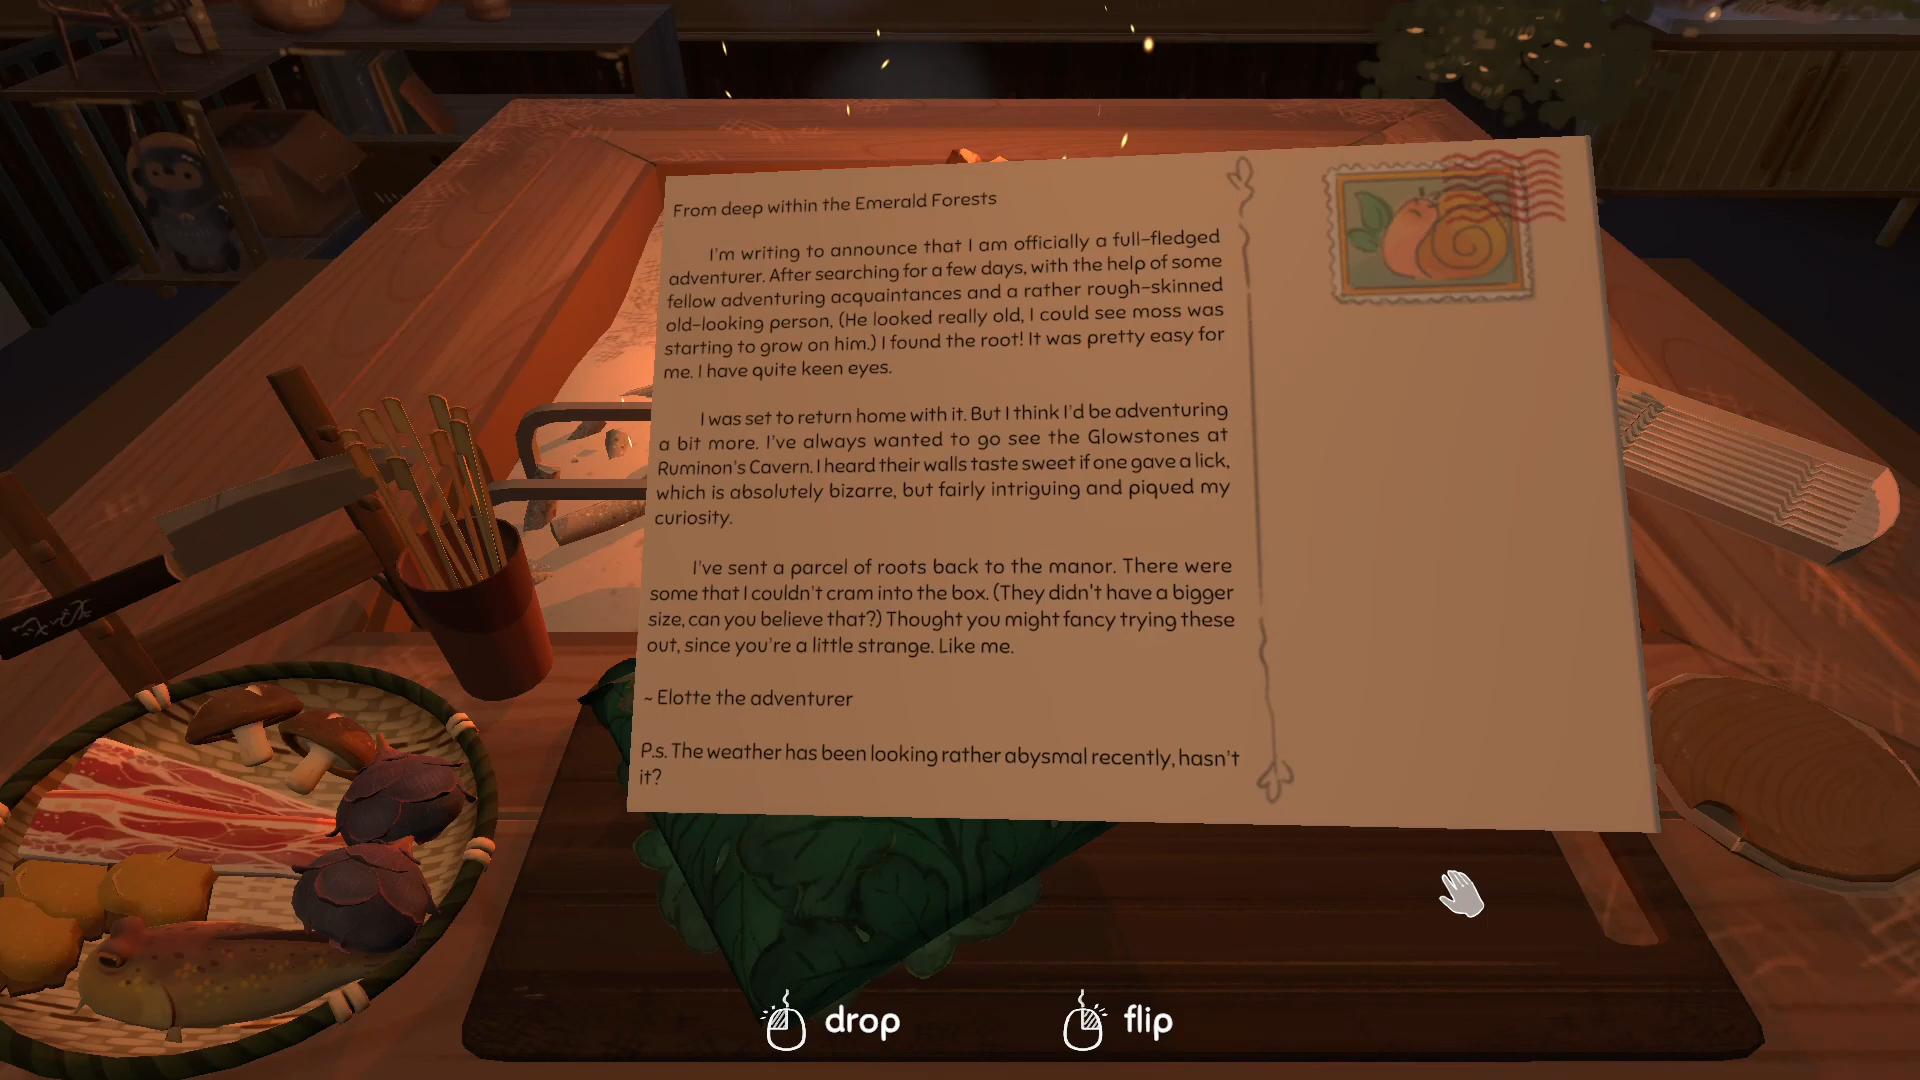 From deep within the Emerald Forests
I'm writing to announce that I am officially a full-fledged
adventurer. After searching for a few days, with the help of some
fellow adventuring acquaintances and a rather rough-skinned
old-looking person, (He looked really old, I could see moss was
starting to grow on him.) I found the root! It was pretty easy for
me. I have quite keen eyes.
I was set to return home with it. But I think I'd be adventuring
a bit more. I've always wanted to go see the Glowstones at
Ruminon's Cavern. I heard their walls taste sweet if one gave a lick,
which is absolutely bizarre, but fairly intriguing and piqued my
curiosity.
I've sent a parcel of roots back to the manor. There were
some that I couldn't cram into the box. (They didn't have a bigger
size, can you believe that?) Thought you might fancy trying these
out, since you're a little strange. Like me.
~ Elotte the adventurer
P.s. The weather has been looking rather abysmal recently, hasn't
it?
drop
flip